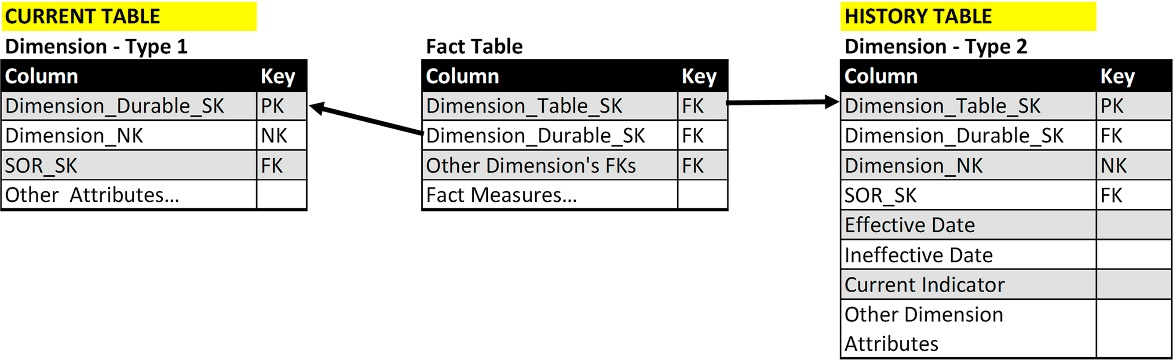 CURRENT TABLE
Dimension - Type 1
Column Key
Dimension_Durable_SK PK
Dimension_NK NK
SOR_SK FK
Other  Attributes...
Fact Table
Column Key
Dimension_Table_SK FK
Dimension_Durable_SK FK
Other Dimension's FKs FK
Fact Measures...
HISTORY TABLE
Dimension - Type 2
Column Key
Dimension_Table_SK PK
Dimension_Durable_SK FK
Dimension_NK NK
SOR_SK FK
Effective Date
Ineffective Date
Current Indicator
Other Dimension
Attributes